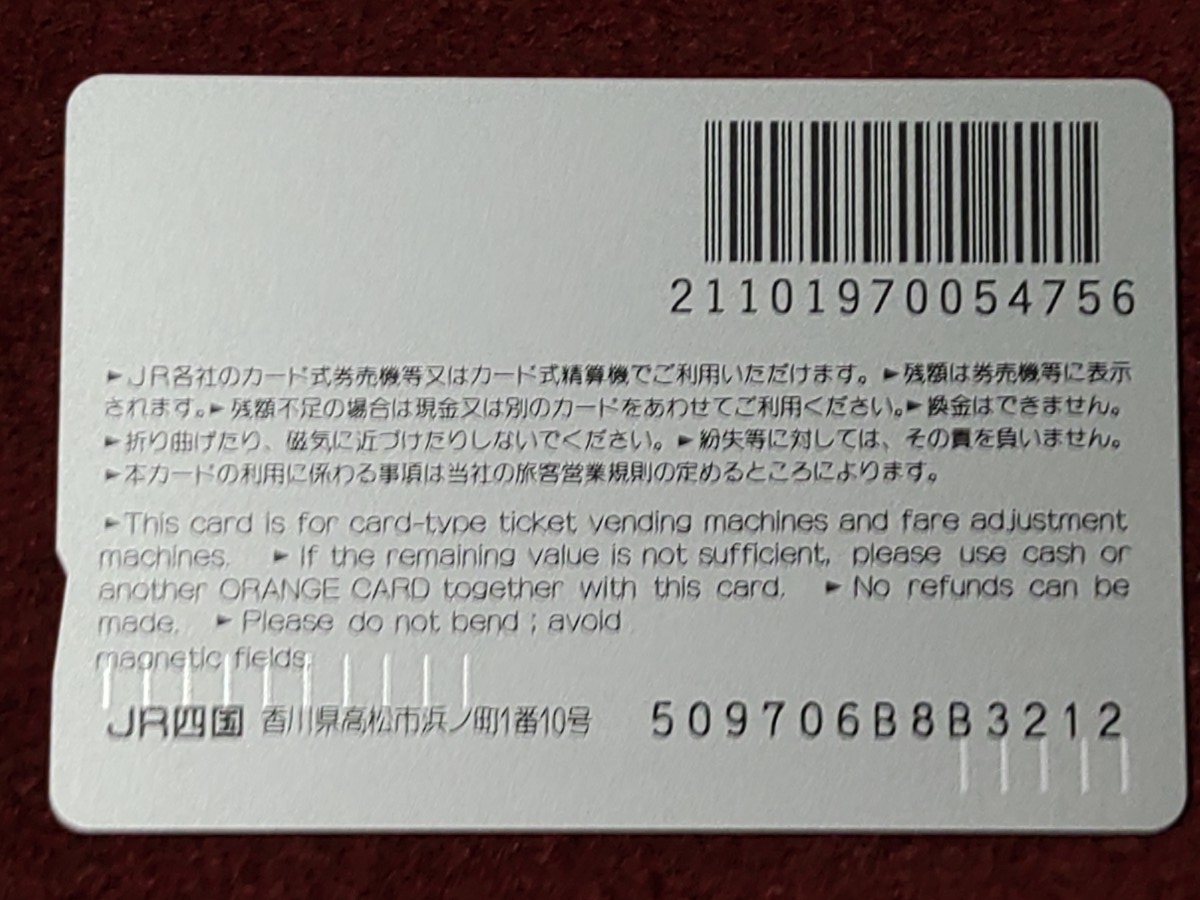 21101970054756
►JR各社のカード式券売機等又はカード式精算機でご利用いただけます。►残額は券売機等に表示
されます。►残額不足の場合は現金又は別のカードをあわせてご利用ください。►換金はできません。
►折り曲げたり、磁気に近づけたりしないでください。►紛失等に対しては、その責を負いません。
►本カードの利用に係わる事項は当社の旅客営業規則の定めるところによります。
►This card is for card-type ticket vending machines and fare adjustment
machines. ►If the remaining value is not sufficient, please use cash or
another ORANGE CARD together with this card. ►No refunds can be
made. ►Please do not bend ; avoid
magnetic fields.
JR四国 香川県高松市浜ノ町1番10号 509706B8B3212